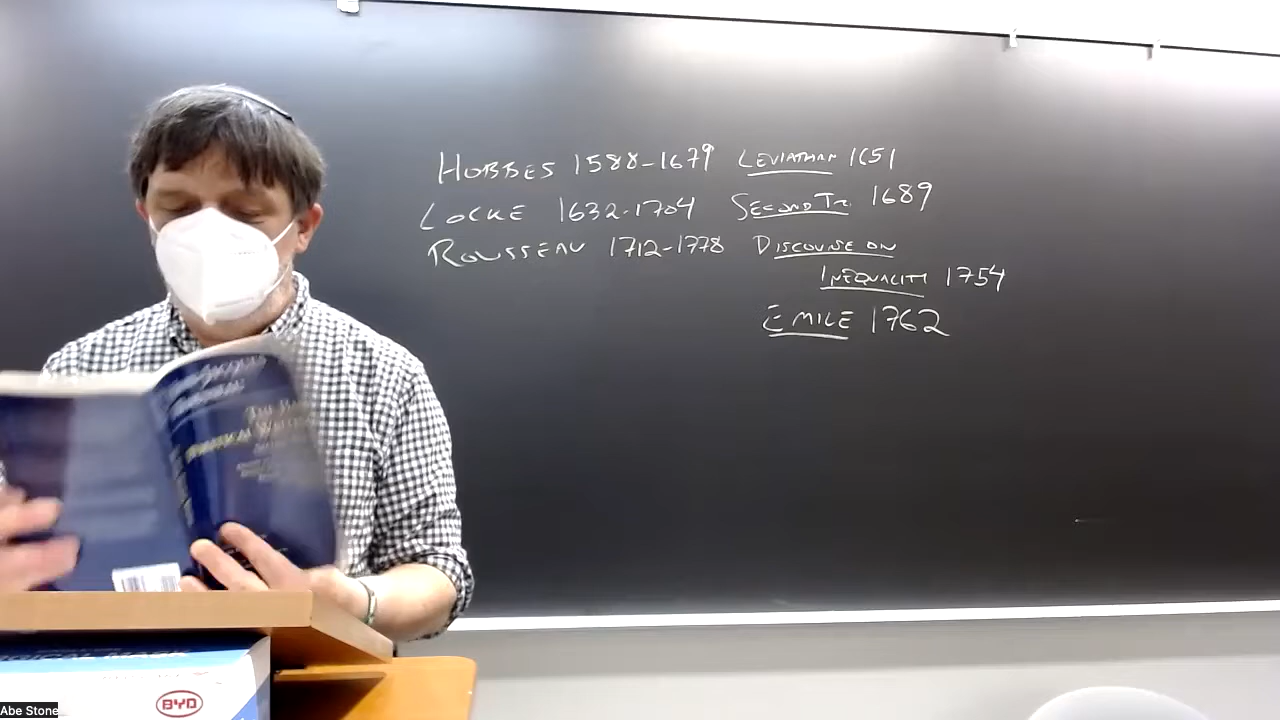 HOBBES 1588-1679 LEVIATHAN 1651
LOCKE 1632-1704 SECOND TR. 1689
ROUSSEAU 1712-1778 DISCOURSE ON
INEQUALITY 1754
EMILE 1762
BYD
Abe Stone